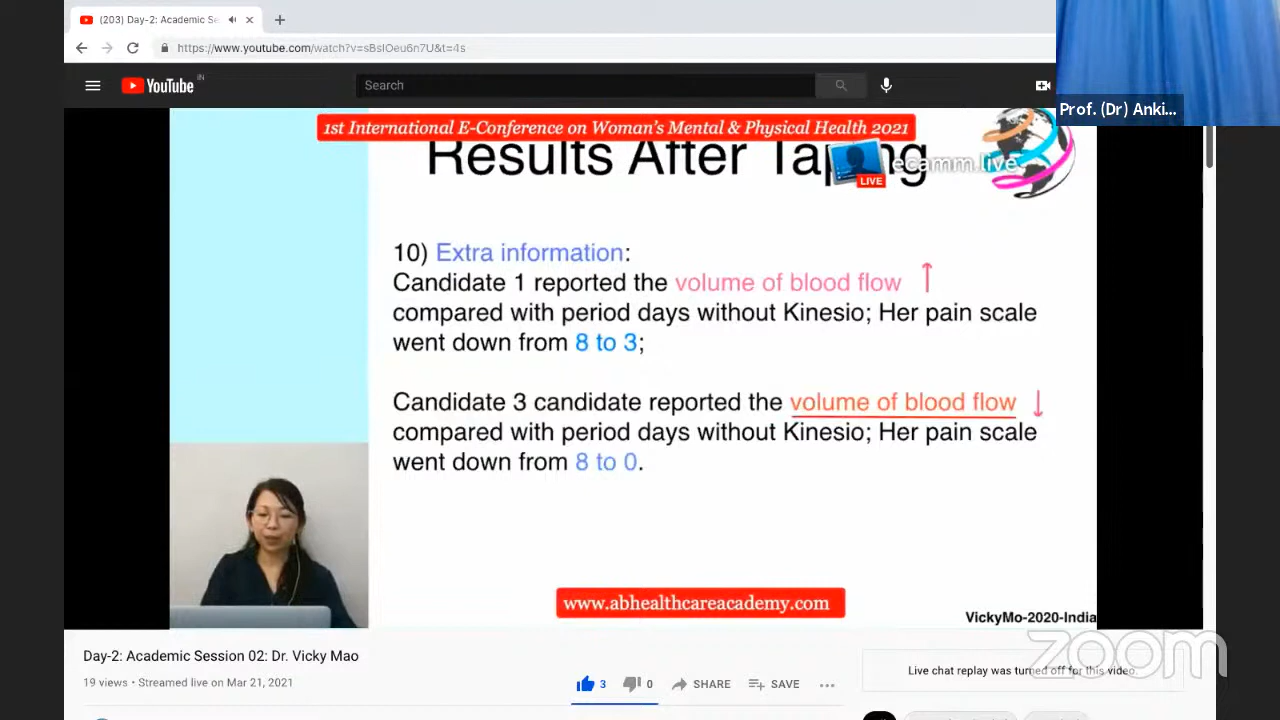 (203) Day-2: Academic Se
https://www.youtube.com/watch?v=sBslOeu6n7U&t=4s
Prof. (Dr) Anki...
YouTube IN
Search
1st International E-Conference on Woman's Mental & Physical Health 2021
Results After Taping
ecamm.live
LIVE
10) Extra information:
Candidate 1 reported the volume of blood flow ↑
compared with period days without Kinesio; Her pain scale
went down from 8 to 3;
Candidate 3 candidate reported the volume of blood flow ↓
compared with period days without Kinesio; Her pain scale
went down from 8 to 0.
www.abhealthcareacademy.com
VickyMo-2020-India
zoom
Day-2: Academic Session 02: Dr. Vicky Mao
19 views • Streamed live on Mar 21, 2021
3 0 SHARE SAVE ...
Live chat replay was turned off for this video.